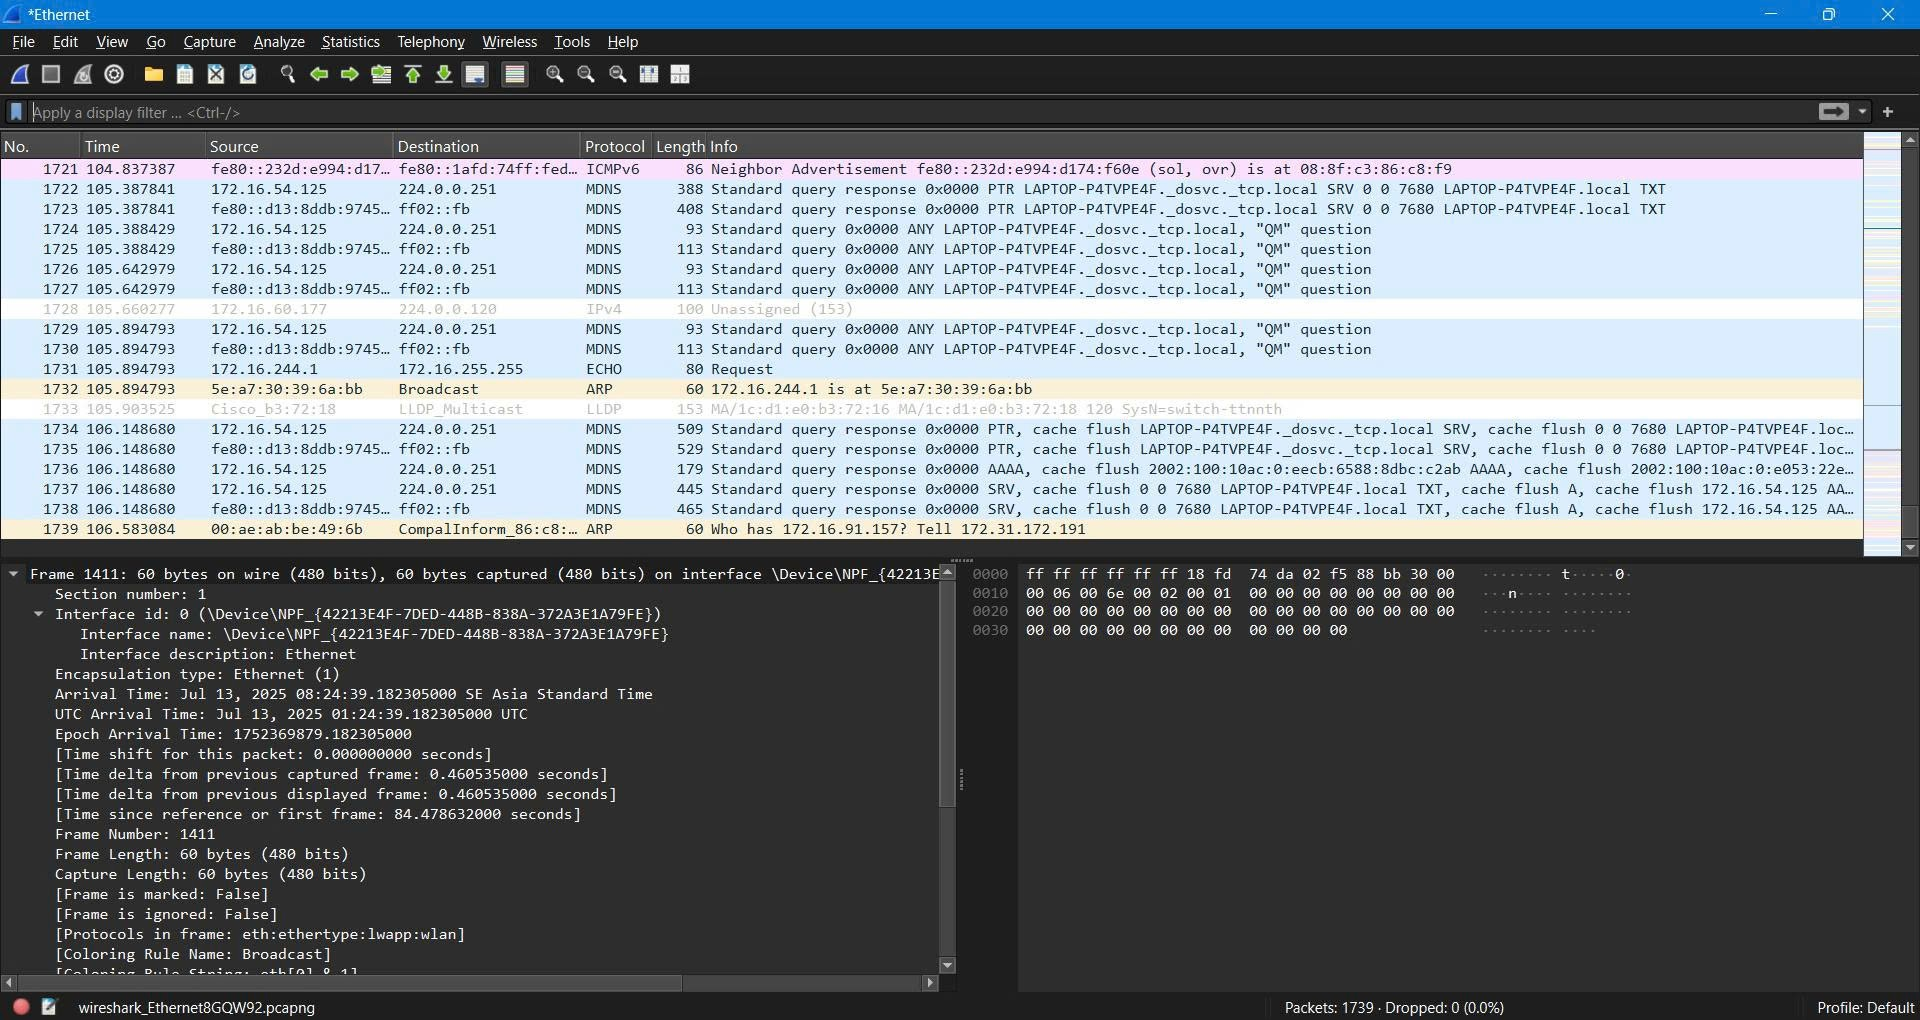 *Ethernet
File Edit View Go Capture Analyze Statistics Telephony Wireless Tools Help
Apply a display filter ... <Ctrl-/>
No. Time Source Destination Protocol Length Info
1721 104.837387 fe80::232d:e994:d17… fe80::1afd:74ff:fed… ICMPv6 86 Neighbor Advertisement fe80::232d:e994:d174:f60e (sol, ovr) is at 08:8f:c3:86:c8:f9
1722 105.387841 172.16.54.125 224.0.0.251 MDNS 388 Standard query response 0x0000 PTR LAPTOP-P4TVPE4F._dosvc._tcp.local SRV 0 0 7680 LAPTOP-P4TVPE4F.local TXT
1723 105.387841 fe80::d13:8ddb:9745… ff02::fb MDNS 408 Standard query response 0x0000 PTR LAPTOP-P4TVPE4F._dosvc._tcp.local SRV 0 0 7680 LAPTOP-P4TVPE4F.local TXT
1724 105.388429 172.16.54.125 224.0.0.251 MDNS 93 Standard query 0x0000 ANY LAPTOP-P4TVPE4F._dosvc._tcp.local, "QM" question
1725 105.388429 fe80::d13:8ddb:9745… ff02::fb MDNS 113 Standard query 0x0000 ANY LAPTOP-P4TVPE4F._dosvc._tcp.local, "QM" question
1726 105.642979 172.16.54.125 224.0.0.251 MDNS 93 Standard query 0x0000 ANY LAPTOP-P4TVPE4F._dosvc._tcp.local, "QM" question
1727 105.642979 fe80::d13:8ddb:9745… ff02::fb MDNS 113 Standard query 0x0000 ANY LAPTOP-P4TVPE4F._dosvc._tcp.local, "QM" question
1728 105.660277 172.16.60.177 224.0.0.120 IPv4 100 Unassigned (153)
1729 105.894793 172.16.54.125 224.0.0.251 MDNS 93 Standard query 0x0000 ANY LAPTOP-P4TVPE4F._dosvc._tcp.local, "QM" question
1730 105.894793 fe80::d13:8ddb:9745… ff02::fb MDNS 113 Standard query 0x0000 ANY LAPTOP-P4TVPE4F._dosvc._tcp.local, "QM" question
1731 105.894793 172.16.244.1 172.16.255.255 ECHO 80 Request
1732 105.894793 5e:a7:30:39:6a:bb Broadcast ARP 60 172.16.244.1 is at 5e:a7:30:39:6a:bb
1733 105.903525 Cisco_b3:72:18 LLDP_Multicast LLDP 153 MA/1c:d1:e0:b3:72:16 MA/1c:d1:e0:b3:72:18 120 SysN=switch-ttnnth
1734 106.148680 172.16.54.125 224.0.0.251 MDNS 509 Standard query response 0x0000 PTR, cache flush LAPTOP-P4TVPE4F._dosvc._tcp.local SRV, cache flush 0 0 7680 LAPTOP-P4TVPE4F.loc…
1735 106.148680 fe80::d13:8ddb:9745… ff02::fb MDNS 529 Standard query response 0x0000 PTR, cache flush LAPTOP-P4TVPE4F._dosvc._tcp.local SRV, cache flush 0 0 7680 LAPTOP-P4TVPE4F.loc…
1736 106.148680 172.16.54.125 224.0.0.251 MDNS 179 Standard query response 0x0000 AAAA, cache flush 2002:100:10ac:0:eecb:6588:8dbc:c2ab AAAA, cache flush 2002:100:10ac:0:e053:22e…
1737 106.148680 172.16.54.125 224.0.0.251 MDNS 445 Standard query response 0x0000 SRV, cache flush 0 0 7680 LAPTOP-P4TVPE4F.local TXT, cache flush A, cache flush 172.16.54.125 AA…
1738 106.148680 fe80::d13:8ddb:9745… ff02::fb MDNS 465 Standard query response 0x0000 SRV, cache flush 0 0 7680 LAPTOP-P4TVPE4F.local TXT, cache flush A, cache flush 172.16.54.125 AA…
1739 106.583084 00:ae:ab:be:49:6b CompalInform_86:c8:… ARP 60 Who has 172.16.91.157? Tell 172.31.172.191
Frame 1411: 60 bytes on wire (480 bits), 60 bytes captured (480 bits) on interface \Device\NPF_{42213E
Section number: 1
Interface id: 0 (\Device\NPF_{42213E4F-7DED-448B-838A-372A3E1A79FE})
Interface name: \Device\NPF_{42213E4F-7DED-448B-838A-372A3E1A79FE}
Interface description: Ethernet
Encapsulation type: Ethernet (1)
Arrival Time: Jul 13, 2025 08:24:39.182305000 SE Asia Standard Time
UTC Arrival Time: Jul 13, 2025 01:24:39.182305000 UTC
Epoch Arrival Time: 1752369879.182305000
[Time shift for this packet: 0.000000000 seconds]
[Time delta from previous captured frame: 0.460535000 seconds]
[Time delta from previous displayed frame: 0.460535000 seconds]
[Time since reference or first frame: 84.478632000 seconds]
Frame Number: 1411
Frame Length: 60 bytes (480 bits)
Capture Length: 60 bytes (480 bits)
[Frame is marked: False]
[Frame is ignored: False]
[Protocols in frame: eth:ethertype:lwapp:wlan]
[Coloring Rule Name: Broadcast]
[Coloring Rule String: eth[0] & 1]
0000 ff ff ff ff ff ff 18 fd 74 da 02 f5 88 bb 30 00 ········ t·····0·
0010 00 06 00 6e 00 02 00 01 00 00 00 00 00 00 00 00 ···n···· ········
0020 00 00 00 00 00 00 00 00 00 00 00 00 00 00 00 00 ········ ········
0030 00 00 00 00 00 00 00 00 00 00 00 00 ········ ····
wireshark_Ethernet8GQW92.pcapng Packets: 1739 · Dropped: 0 (0.0%) Profile: Default